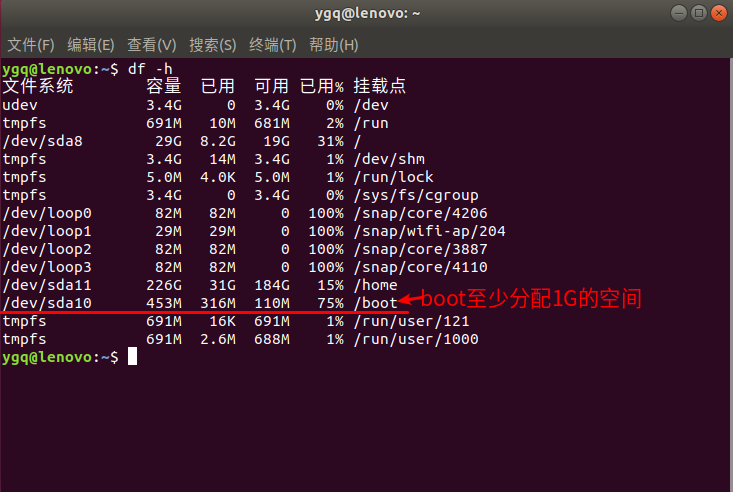 ygq@lenovo: ~
文件(F) 编辑(E) 查看(V) 搜索(S) 终端(T) 帮助(H)
ygq@lenovo:~$ df -h
文件系统 容量 已用 可用 已用% 挂载点
udev 3.4G 0 3.4G 0% /dev
tmpfs 691M 10M 681M 2% /run
/dev/sda8 29G 8.2G 19G 31% /
tmpfs 3.4G 14M 3.4G 1% /dev/shm
tmpfs 5.0M 4.0K 5.0M 1% /run/lock
tmpfs 3.4G 0 3.4G 0% /sys/fs/cgroup
/dev/loop0 82M 82M 0 100% /snap/core/4206
/dev/loop1 29M 29M 0 100% /snap/wifi-ap/204
/dev/loop2 82M 82M 0 100% /snap/core/3887
/dev/loop3 82M 82M 0 100% /snap/core/4110
/dev/sda11 226G 31G 184G 15% /home
/dev/sda10 453M 316M 110M 75% /boot boot至少分配1G的空间
tmpfs 691M 16K 691M 1% /run/user/121
tmpfs 691M 2.6M 688M 1% /run/user/1000
ygq@lenovo:~$